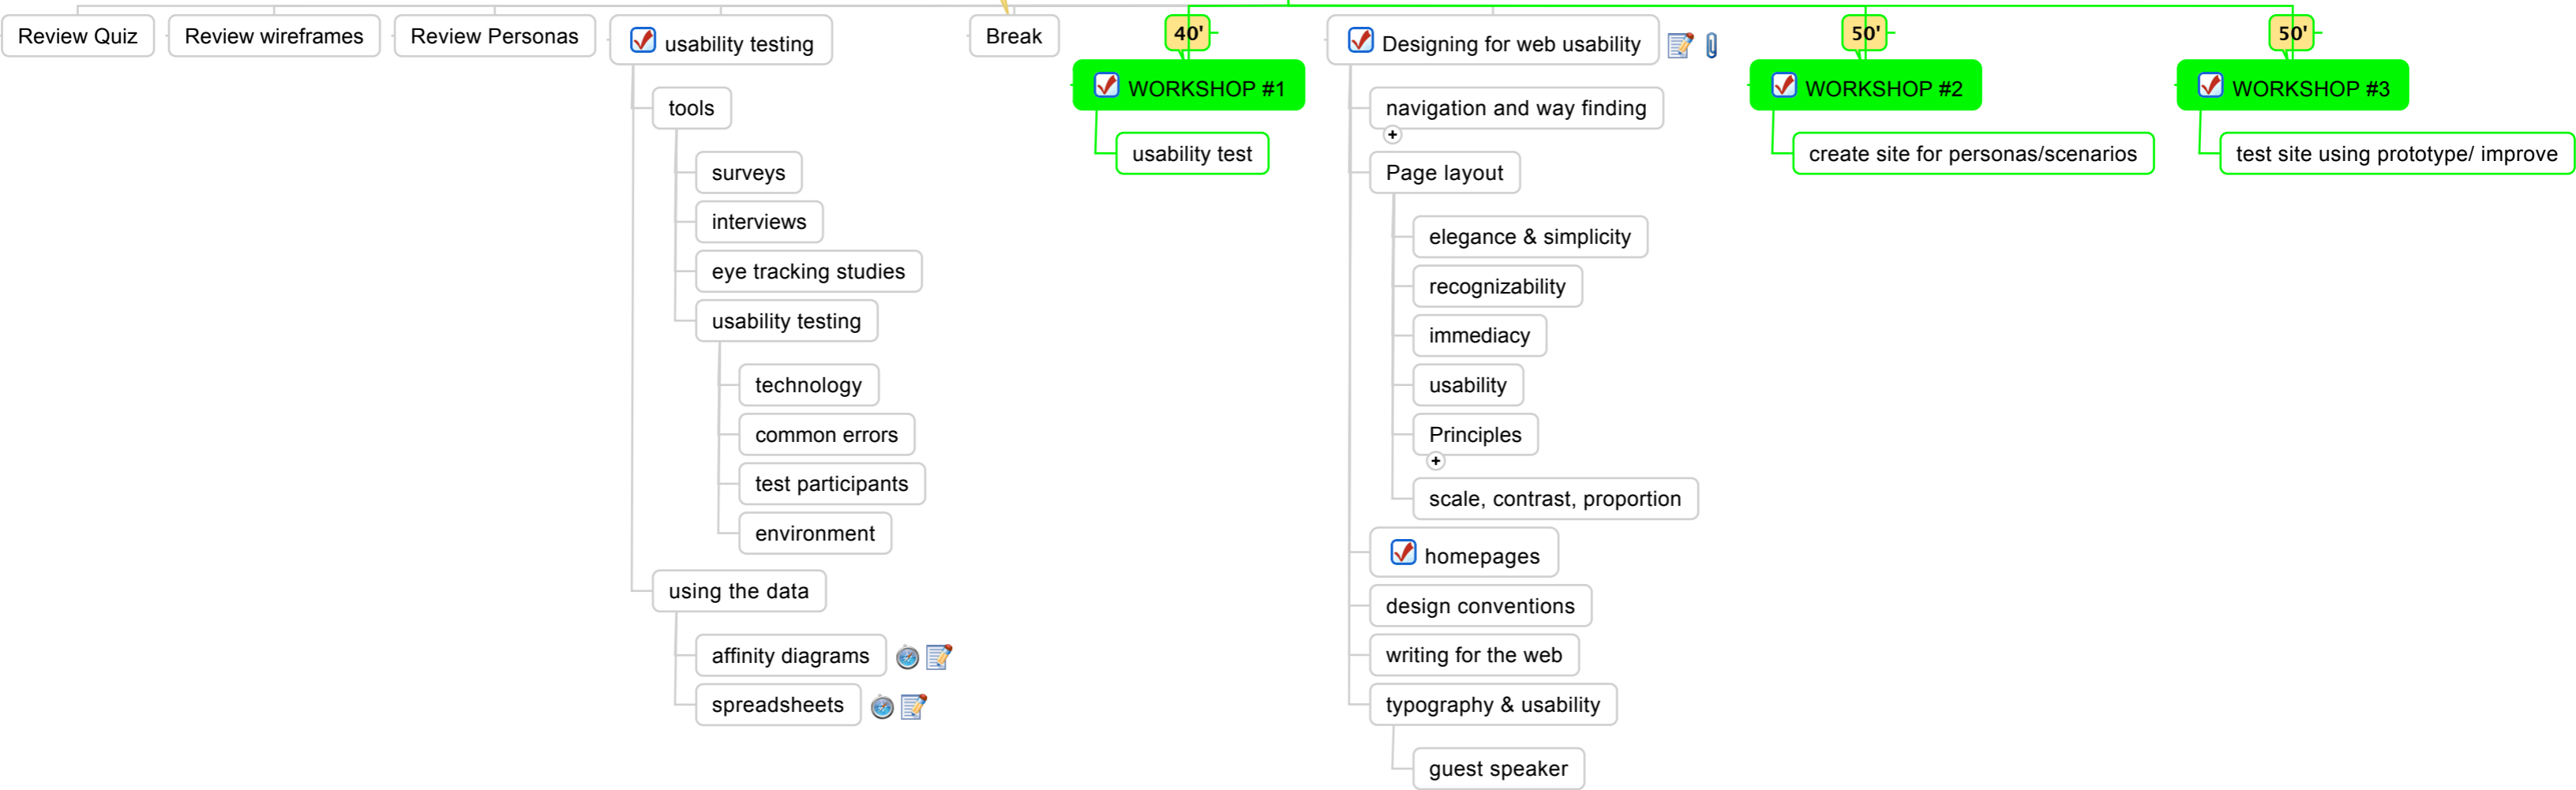 Review Quiz
Review wireframes
Review Personas
usability testing
tools
surveys
interviews
eye tracking studies
usability testing
technology
common errors
test participants
environment
using the data
affinity diagrams
spreadsheets
Break
40'
WORKSHOP #1
usability test
Designing for web usability
navigation and way finding
Page layout
elegance & simplicity
recognizability
immediacy
usability
Principles
scale, contrast, proportion
homepages
design conventions
writing for the web
typography & usability
guest speaker
50'
WORKSHOP #2
create site for personas/scenarios
50'
WORKSHOP #3
test site using prototype/ improve